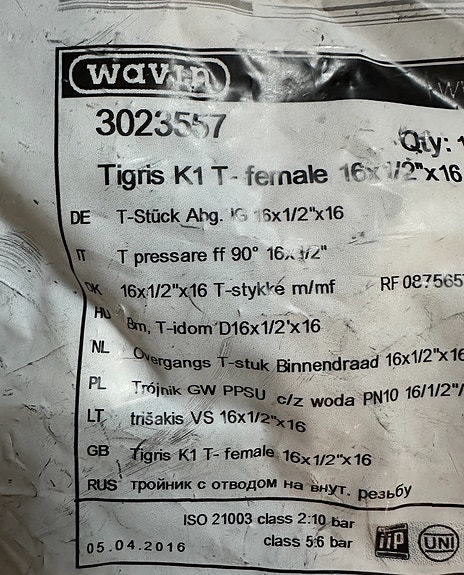 wavin
3023557
Qty: 1
Tigris K1 T- female 16x1/2"x16
DE T-Stück Abg. IG 16x1/2"x16
IT T pressare ff 90° 16x1/2"
DK 16x1/2"x16 T-stykke m/mf RF 0875657
HU Bm, T-idom D16x1/2'x16
NL Overgangs T-stuk Binnendraad 16x1/2"x16
PL Trójnik GW PPSU c/z woda PN10 16/1/2"/
LT trišakis VS 16x1/2"x16
GB Tigris K1 T- female 16x1/2"x16
RUS тройник с отводом на внут. резьбу
ISO 21003 class 2:10 bar
05.04.2016 class 5:6 bar
iiP UNI